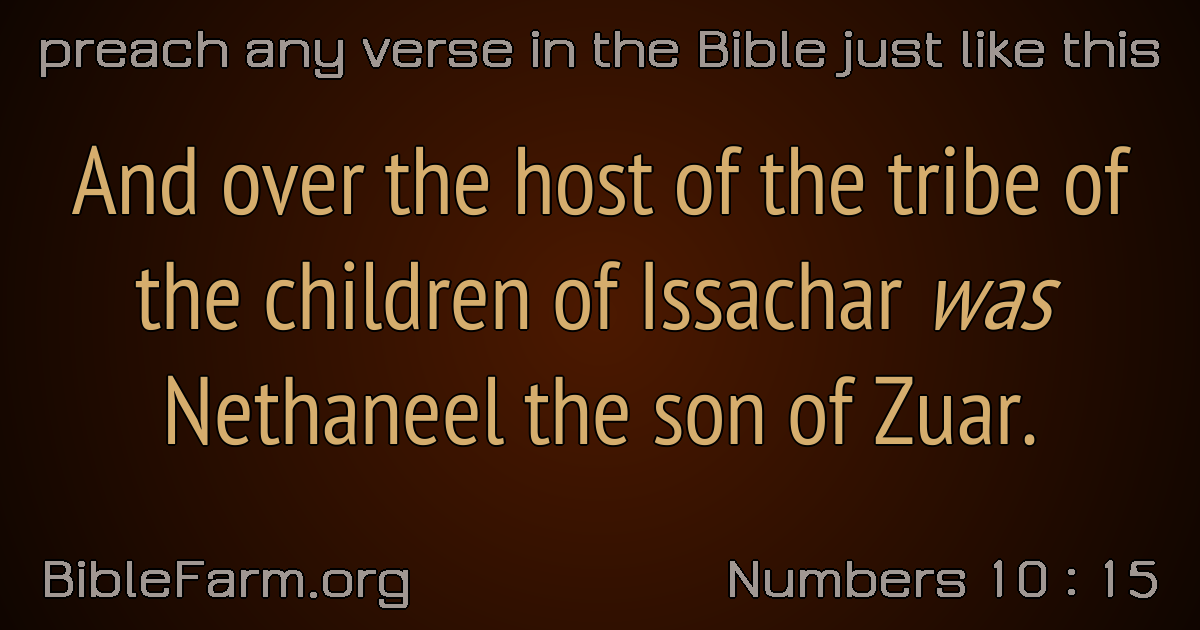 preach any verse in the Bible just like this
And over the host of the tribe of
the children of Issachar was
Nethaneel the son of Zuar.
BibleFarm.org
Numbers 10 : 15